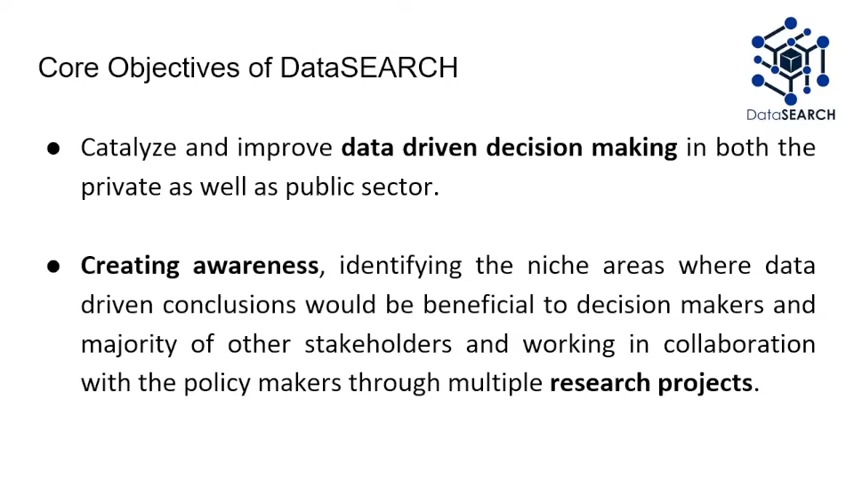 Core Objectives of DataSEARCH
DataSEARCH
● Catalyze and improve data driven decision making in both the
private as well as public sector.
● Creating awareness, identifying the niche areas where data
driven conclusions would be beneficial to decision makers and
majority of other stakeholders and working in collaboration
with the policy makers through multiple research projects.